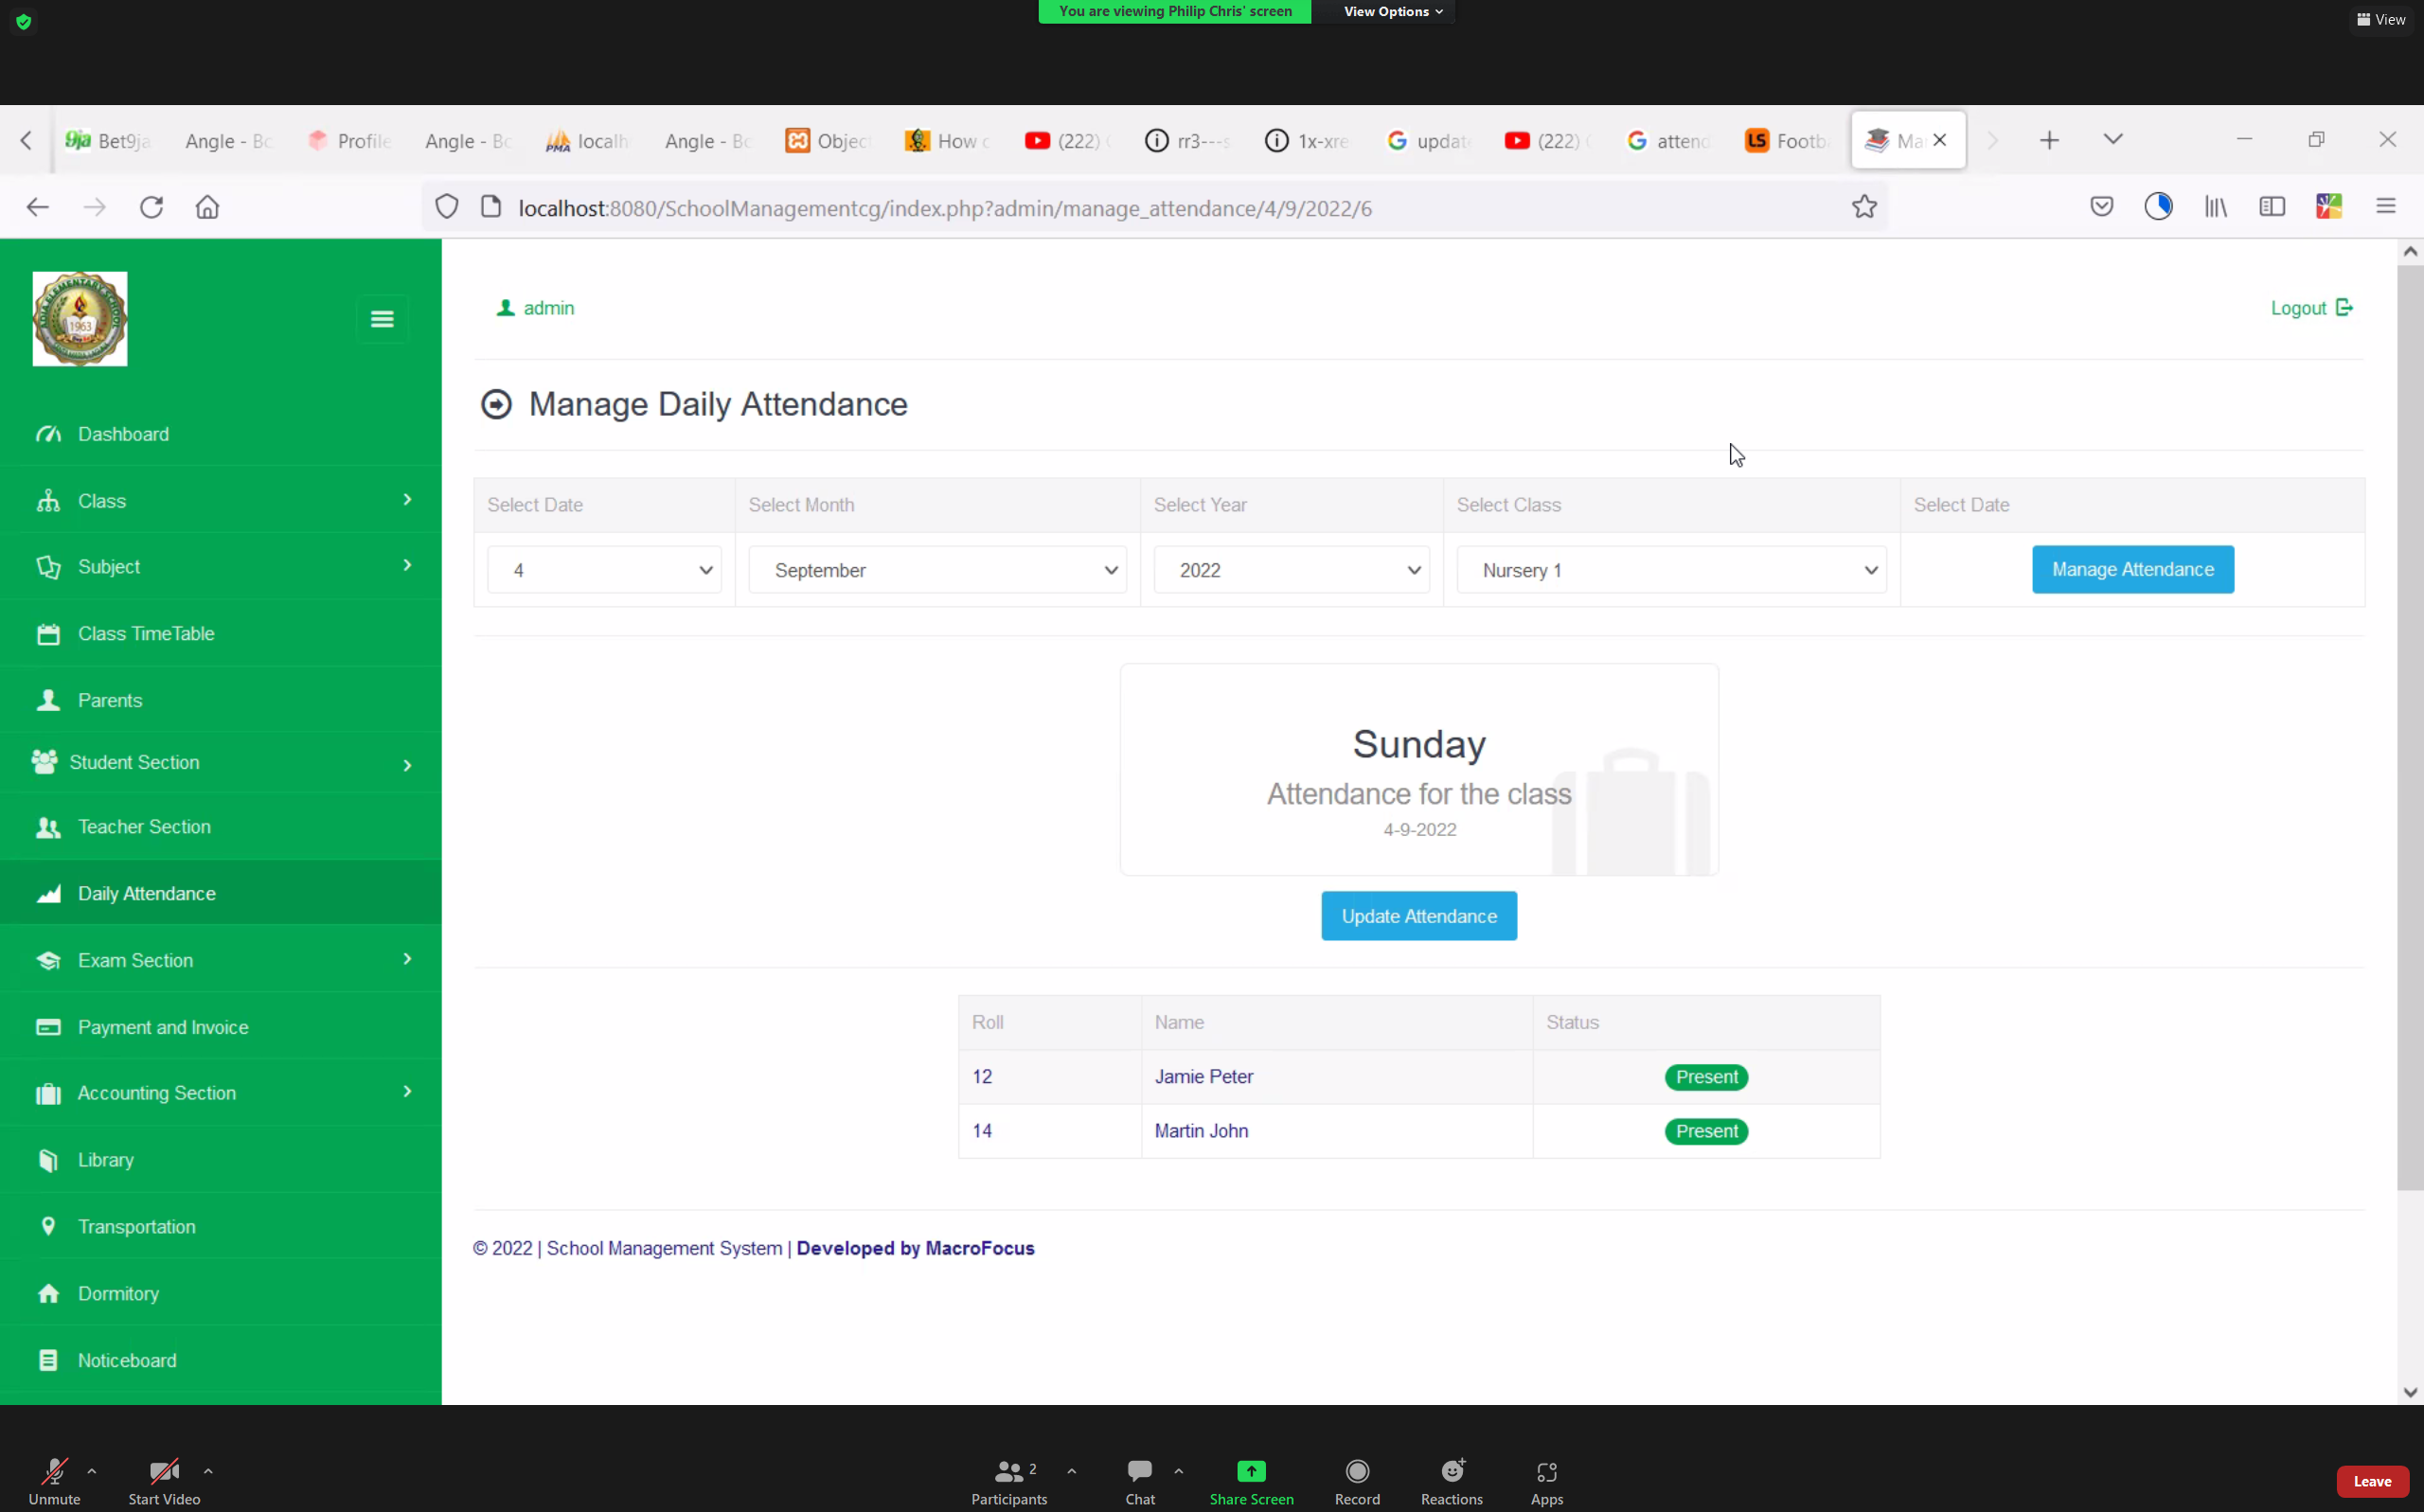 You are viewing Philip Chris' screen
View Options
View
Bet9ja
Angle - Bo
Profile
Angle - Bo
localh
Angle - Bo
Object
How
(222)
rr3---s
1x-xre
updat
(222)
attend
Footb
Ma
localhost:8080/SchoolManagementcg/index.php?admin/manage_attendance/4/9/2022/6
1963
admin
Logout
Manage Daily Attendance
Dashboard
Class
Subject
Class TimeTable
Parents
Student Section
Teacher Section
Daily Attendance
Exam Section
Payment and Invoice
Accounting Section
Library
Transportation
Dormitory
Noticeboard
Select Date Select Month Select Year Select Class Select Date
4 September 2022 Nursery 1 Manage Attendance
Sunday
Attendance for the class
4-9-2022
Update Attendance
Roll Name Status
12 Jamie Peter Present
14 Martin John Present
© 2022 | School Management System | Developed by MacroFocus
Unmute
Start Video
2
Participants
Chat
Share Screen
Record
Reactions
Apps
Leave